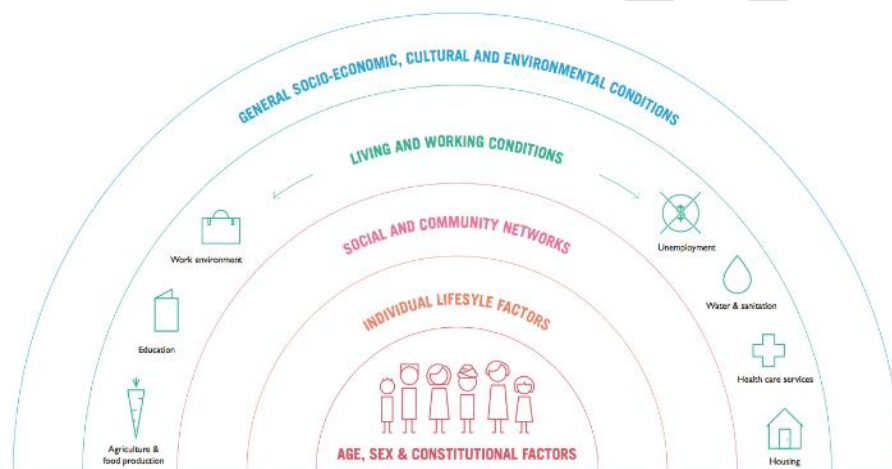 GENERAL SOCIO-ECONOMIC, CULTURAL AND ENVIRONMENTAL CONDITIONS
LIVING AND WORKING CONDITIONS
SOCIAL AND COMMUNITY NETWORKS
INDIVIDUAL LIFESYLE FACTORS
AGE, SEX & CONSTITUTIONAL FACTORS
Work environment
Education
Agriculture &
food production
Unemployment
Water & sanitation
Health care services
Housing